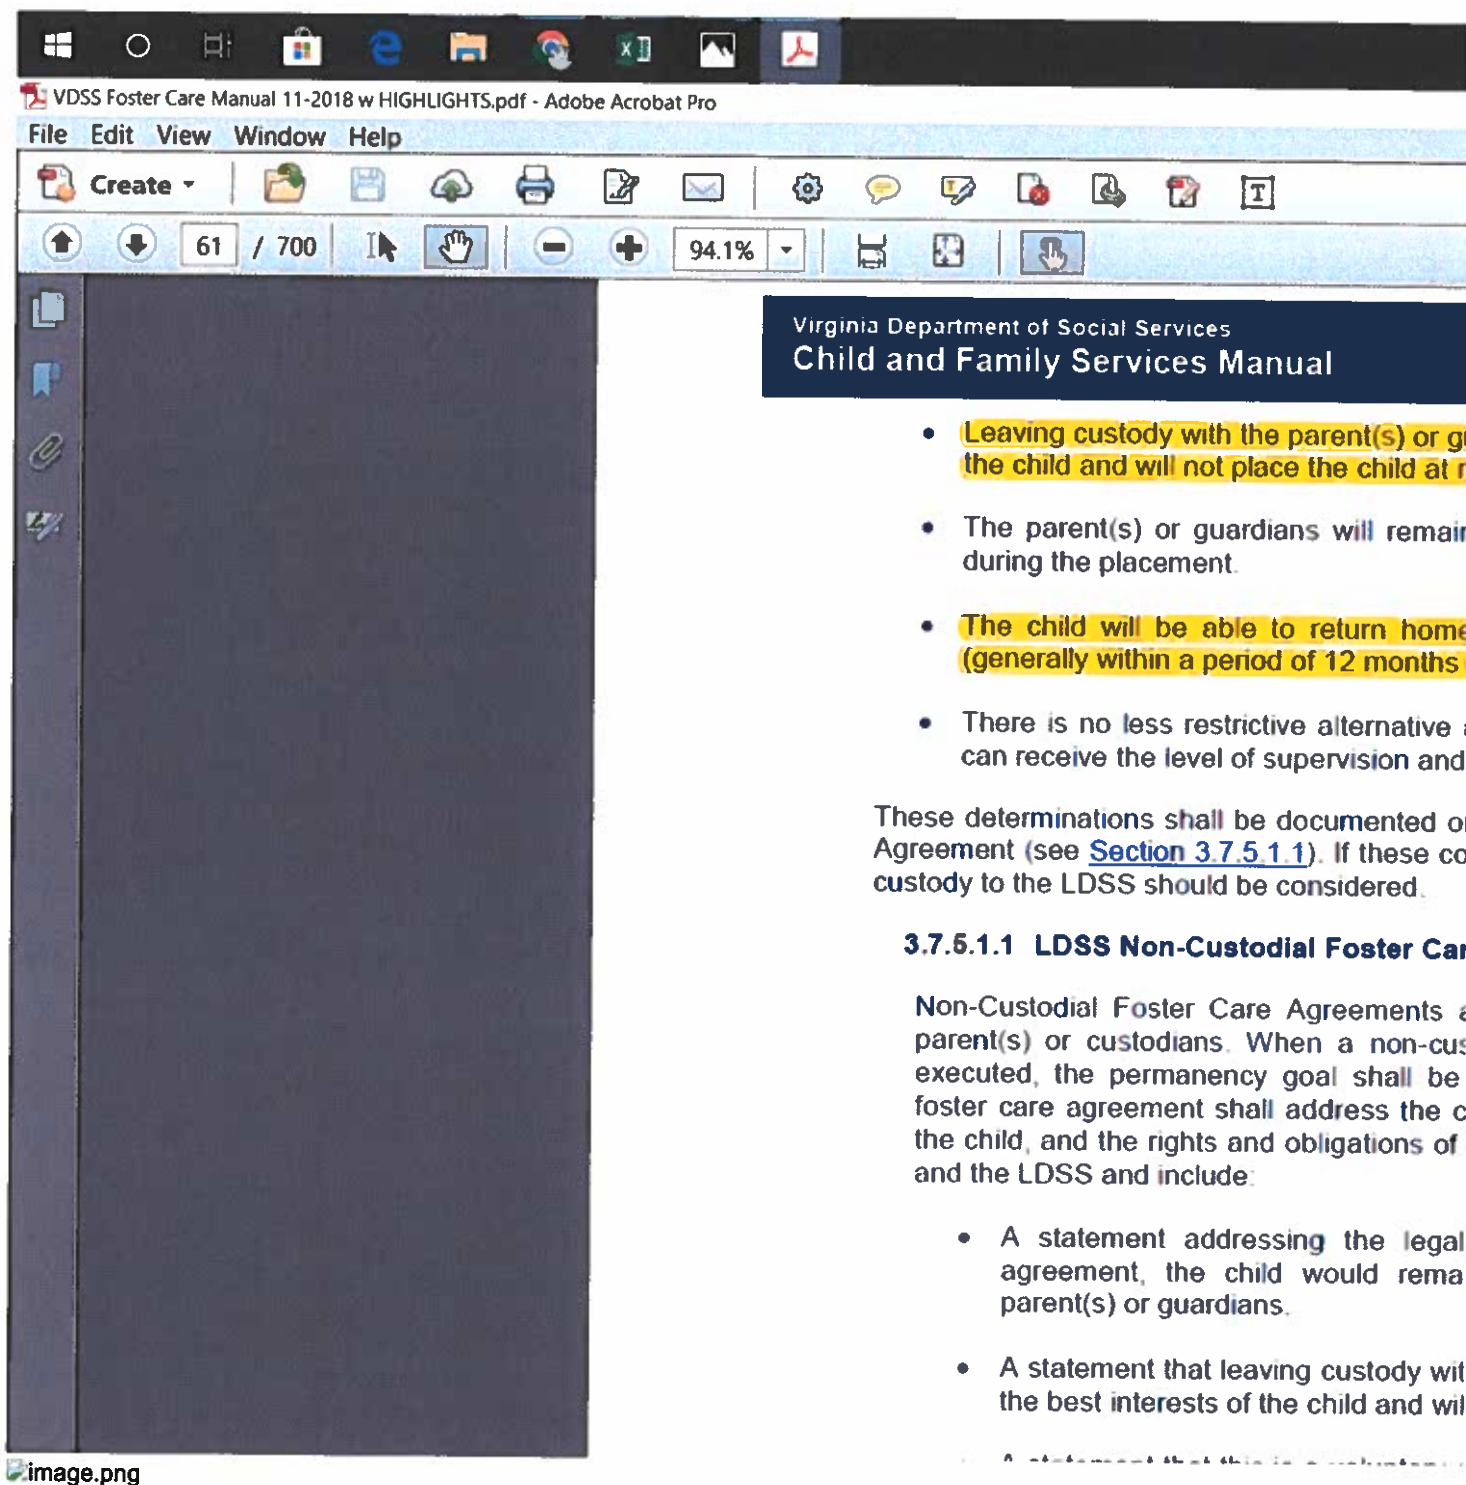 VDSS Foster Care Manual 11-2018 w HIGHLIGHTS.pdf - Adobe Acrobat Pro
File Edit View Window Help
Create
61 / 700 94.1%
Virginia Department of Social Services
Child and Family Services Manual
• Leaving custody with the parent(s) or
the child and will not place the child at
• The parent(s) or guardians will remain
during the placement.
• The child will be able to return home
(generally within a period of 12 months
• There is no less restrictive alternative
can receive the level of supervision and
These determinations shall be documented
Agreement (see Section 3.7.5.1.1). If these
custody to the LDSS should be considered.
3.7.5.1.1 LDSS Non-Custodial Foster
Non-Custodial Foster Care Agreements
parent(s) or custodians. When a
executed, the permanency goal shall be
foster care agreement shall address the
the child, and the rights and obligations of
and the LDSS and include:
• A statement addressing the legal
agreement, the child would
parent(s) or guardians.
• A statement that leaving custody
the best interests of the child and
image.png